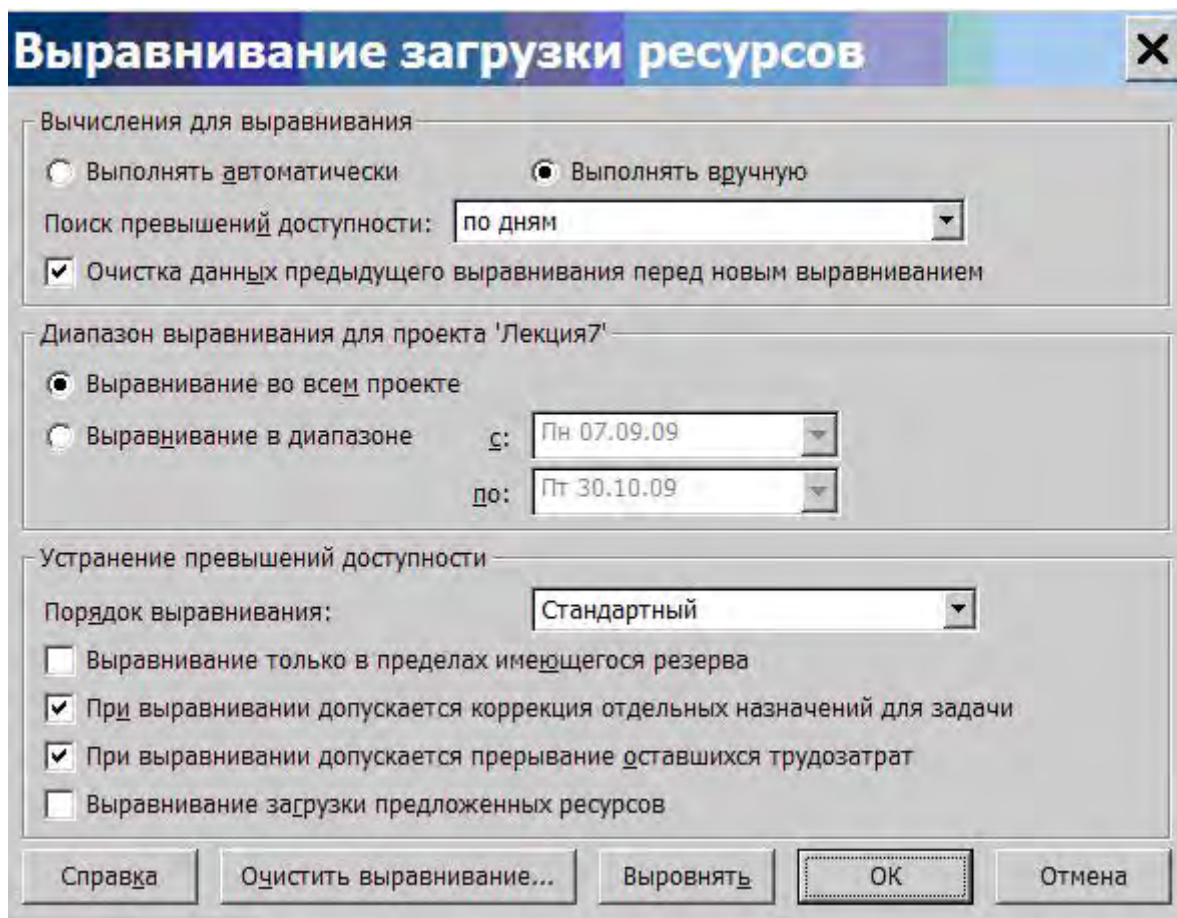 Выравнивание загрузки ресурсов
Вычисления для выравнивания
Выполнять автоматически Выполнять вручную
Поиск превышений доступности: по дням
Очистка данных предыдущего выравнивания перед новым выравниванием
Диапазон выравнивания для проекта 'Лекция7'
Выравнивание во всем проекте
Выравнивание в диапазоне с: Пн 07.09.09
по: Пт 30.10.09
Устранение превышений доступности
Порядок выравнивания: Стандартный
Выравнивание только в пределах имеющегося резерва
При выравнивании допускается коррекция отдельных назначений для задачи
При выравнивании допускается прерывание оставшихся трудозатрат
Выравнивание загрузки предложенных ресурсов
Справка Очистить выравнивание... Выровнять ОК Отмена